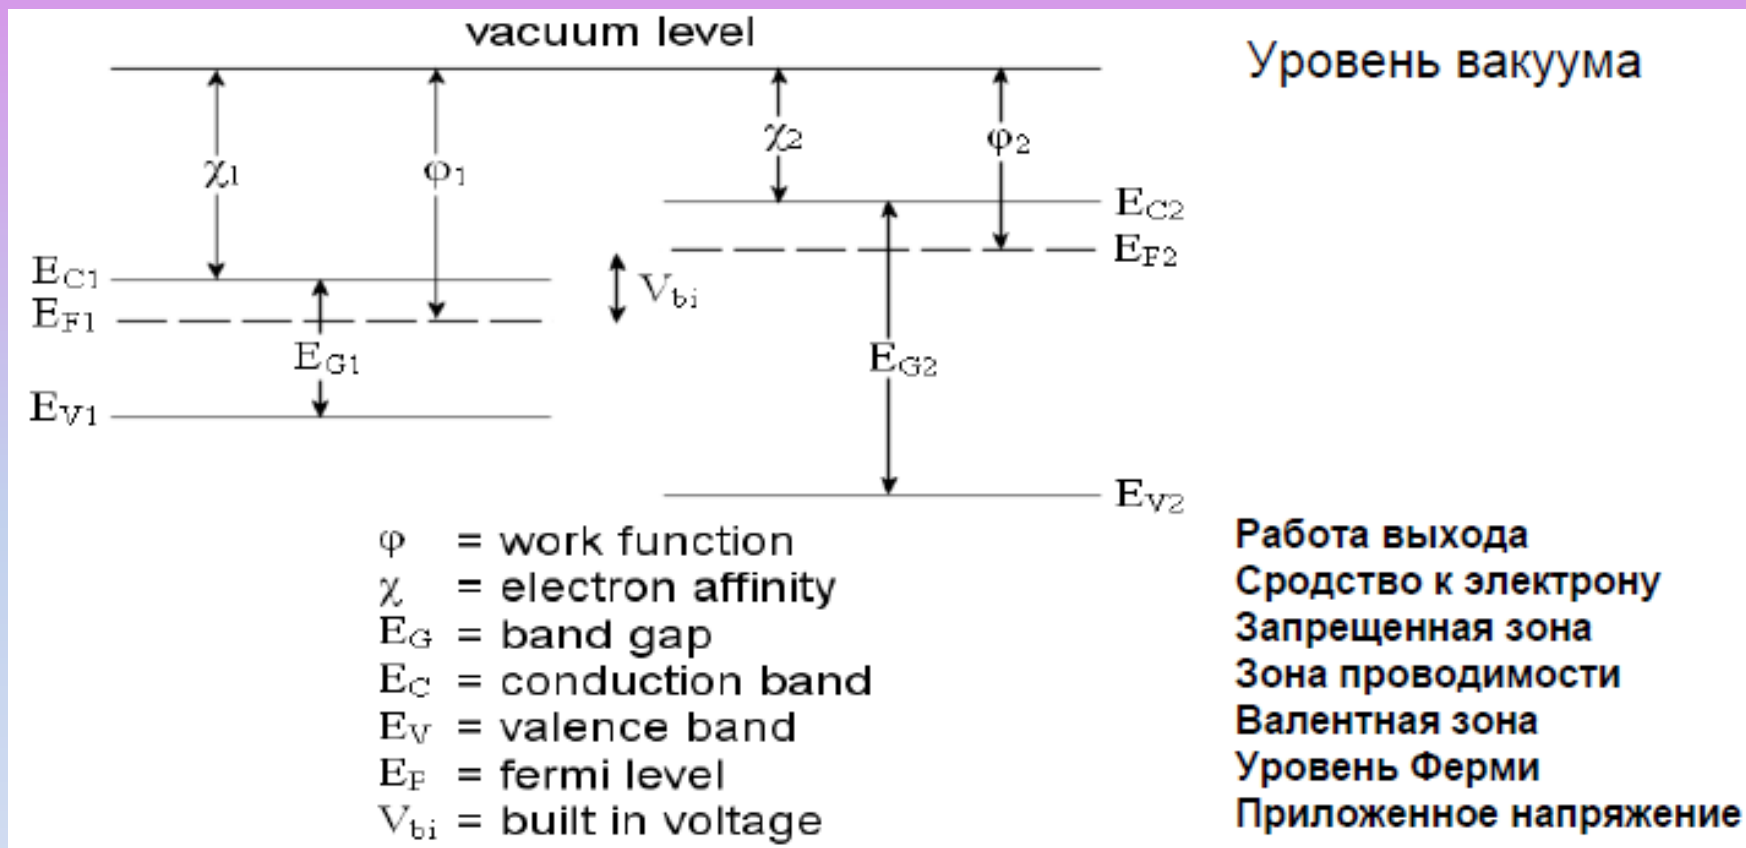 vacuum level
Уровень вакуума
χ1
φ1
χ2
φ2
EC2
EF2
EC1
Vbi
EF1
EG1
EG2
EV1
EV2
φ = work function
Работа выхода
χ = electron affinity
Сродство к электрону
EG = band gap
Запрещенная зона
EC = conduction band
Зона проводимости
EV = valence band
Валентная зона
EF = fermi level
Уровень Ферми
Vbi = built in voltage
Приложенное напряжение